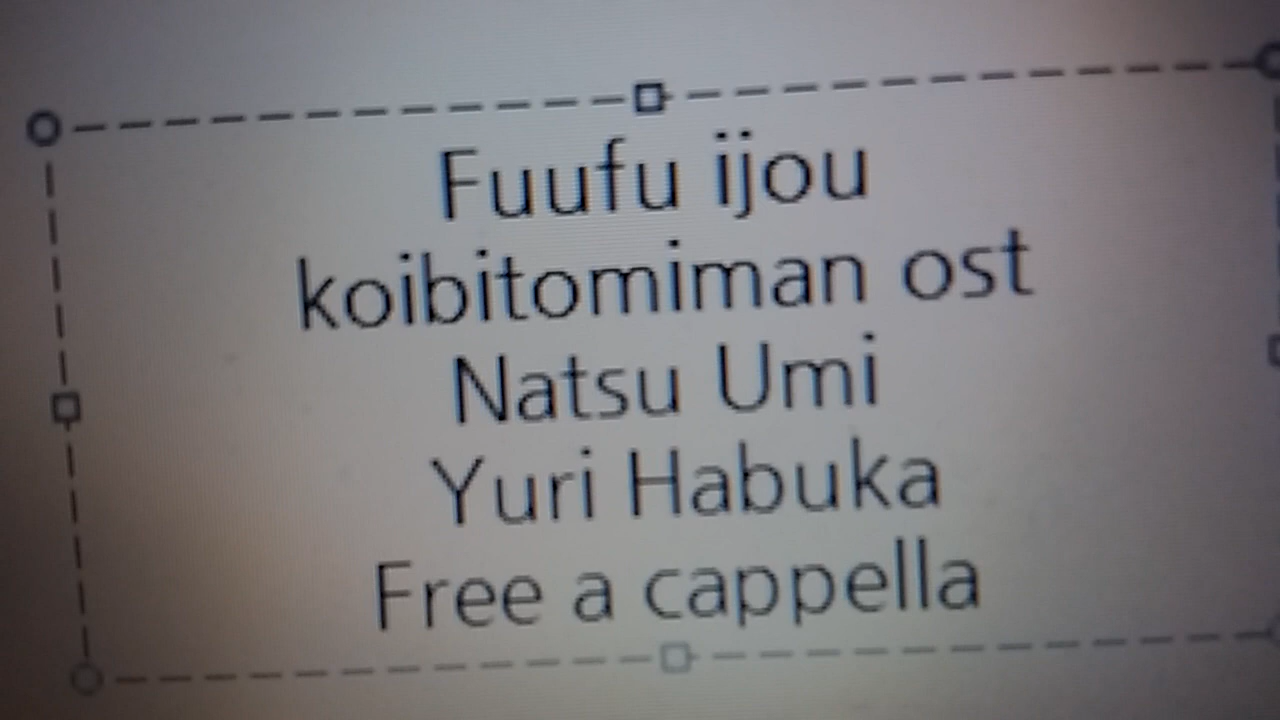 Fuufu ijou
koibitomiman ost
Natsu Umi
Yuri Habuka
Free a cappella